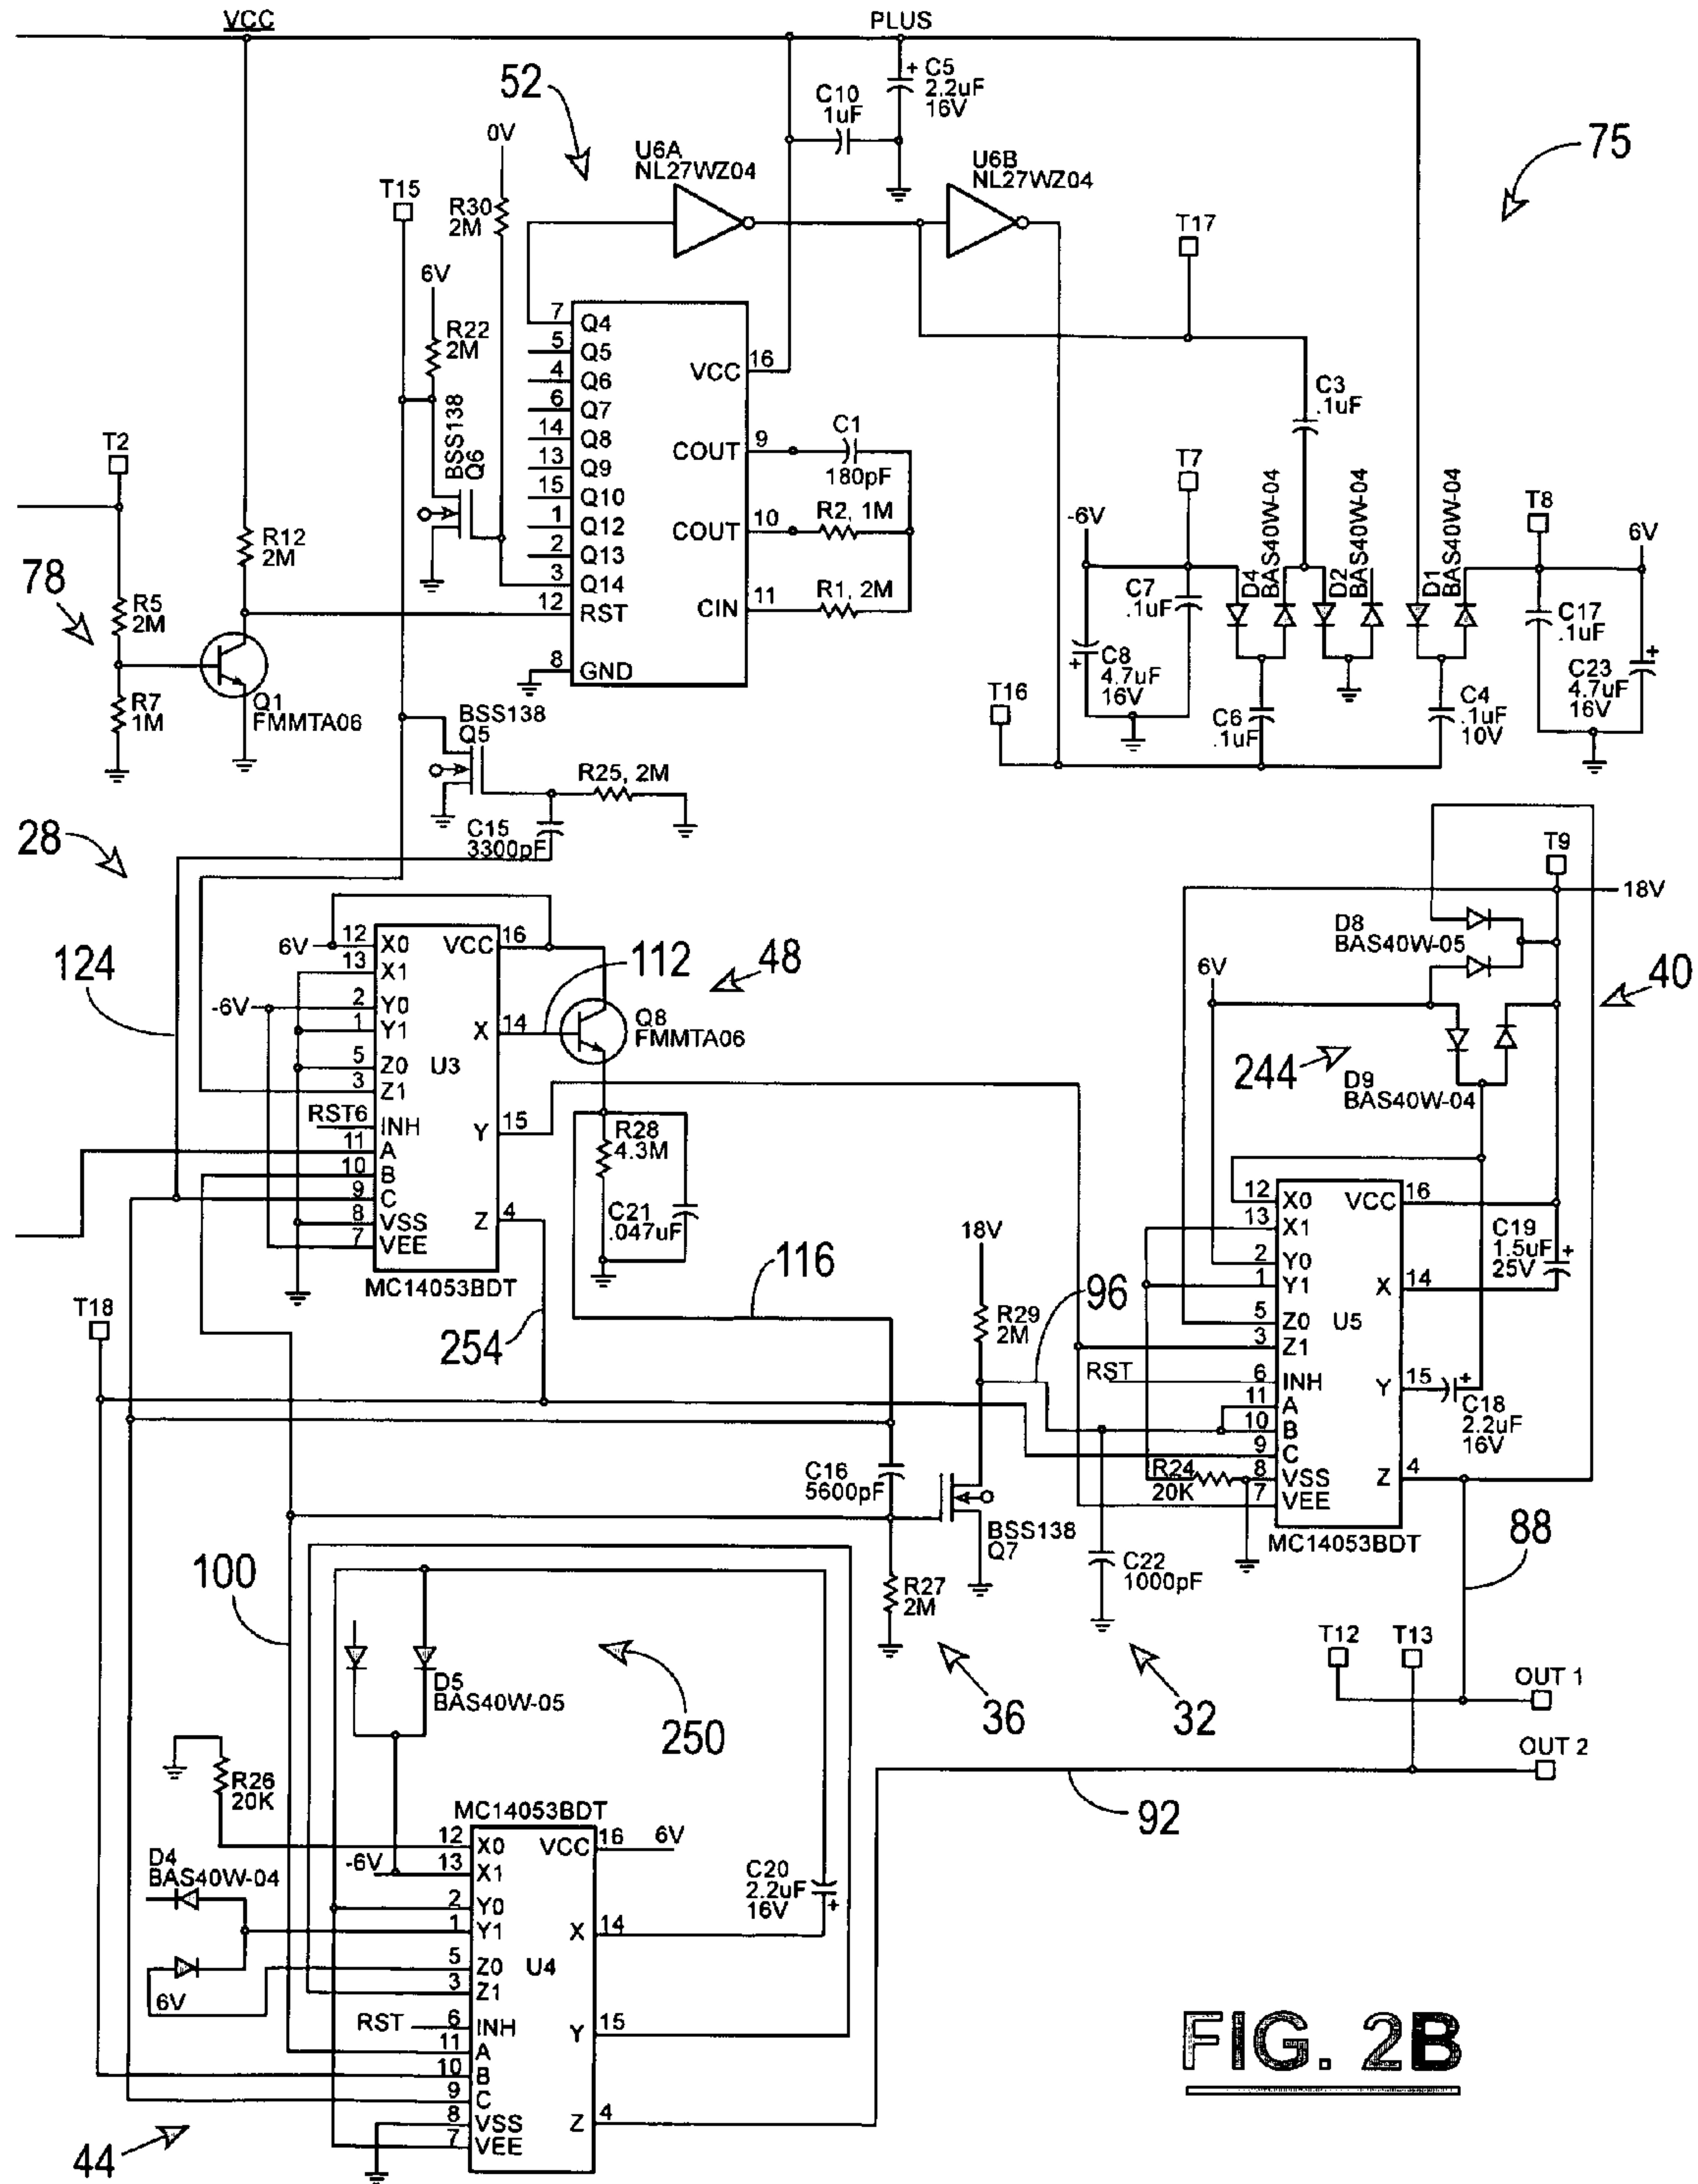 VCC
PLUS
52
C5
2.2uF
16V
C10
1uF
75
0V
U6A
NL27WZ04
U6B
NL27WZ04
T15
R30
2M
T17
6V
R22
2M
BSS138
Q6
7 Q4
5 Q5
4 Q6
6 Q7
14 Q8
13 Q9
15 Q10
1 Q12
2 Q13
3 Q14
12 RST
8 GND
VCC 16
COUT 9
COUT 10
CIN 11
C1
180pF
R2, 1M
R1, 2M
C3
.1uF
T2
R12
2M
78
R5
2M
R7
1M
Q1
FMMTA06
T7
-6V
C7
.1uF
C8
4.7uF
16V
D4
BAS40W-04
D2
BAS40W-04
D1
BAS40W-04
T8
6V
C17
.1uF
C23
4.7uF
16V
T16
C6
.1uF
C4
.1uF
10V
BSS138
Q5
R25, 2M
C15
3300pF
28
T9
18V
124
6V
-6V
12 X0
13 X1
2 Y0
1 Y1
5 Z0
3 Z1
RST 6 INH
11 A
10 B
9 C
8 VSS
7 VEE
VCC 16
X 14
U3
Y 15
Z 4
MC14053BDT
112
48
Q8
FMMTA06
R28
4.3M
C21
.047uF
D8
BAS40W-05
6V
40
244
D9
BAS40W-04
12 X0
13 X1
2 Y0
1 Y1
5 Z0
3 Z1
RST 6 INH
11 A
10 B
9 C
8 VSS
7 VEE
VCC 16
X 14
U5
Y 15
Z 4
MC14053BDT
C19
1.5uF
25V
C18
2.2uF
16V
18V
116
96
R29
2M
T18
254
R24
20K
C16
5600pF
BSS138
Q7
C22
1000pF
88
100
R27
2M
D5
BAS40W-05
250
36
32
T12
T13
OUT 1
OUT 2
R26
20K
92
MC14053BDT
D4
BAS40W-04
-6V
6V
12 X0
13 X1
2 Y0
1 Y1
5 Z0
3 Z1
RST 6 INH
11 A
10 B
9 C
8 VSS
7 VEE
VCC 16 6V
X 14
U4
Y 15
Z 4
C20
2.2uF
16V
44
FIG. 2B